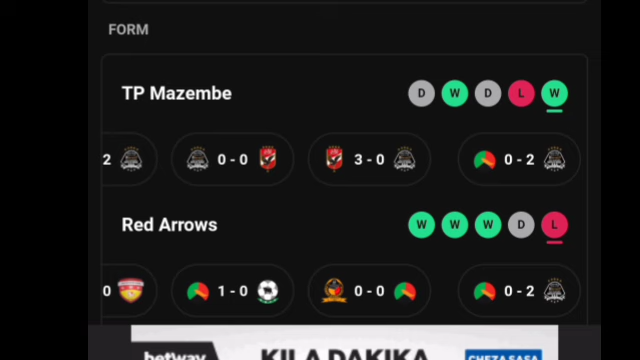 FORM
TP Mazembe D W D L W
2 0 - 0 3 - 0 0 - 2
Red Arrows W W W D L
0 1 - 0 0 - 0 0 - 2
betway KILA DAKIKA CHEZA SASA